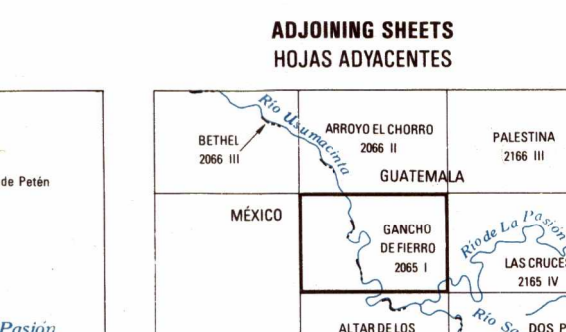 ADJOINING SHEETS
HOJAS ADYACENTES
Río Usumacinta
BETHEL
2066 III
ARROYO EL CHORRO
2066 II
PALESTINA
2166 III
de Petén
GUATEMALA
MÉXICO
GANCHO
DE FIERRO
2065 I
Río de La Pasión
LAS CRUCES
2165 IV
Pasión
ALTAR DE LOS
Río
DOS